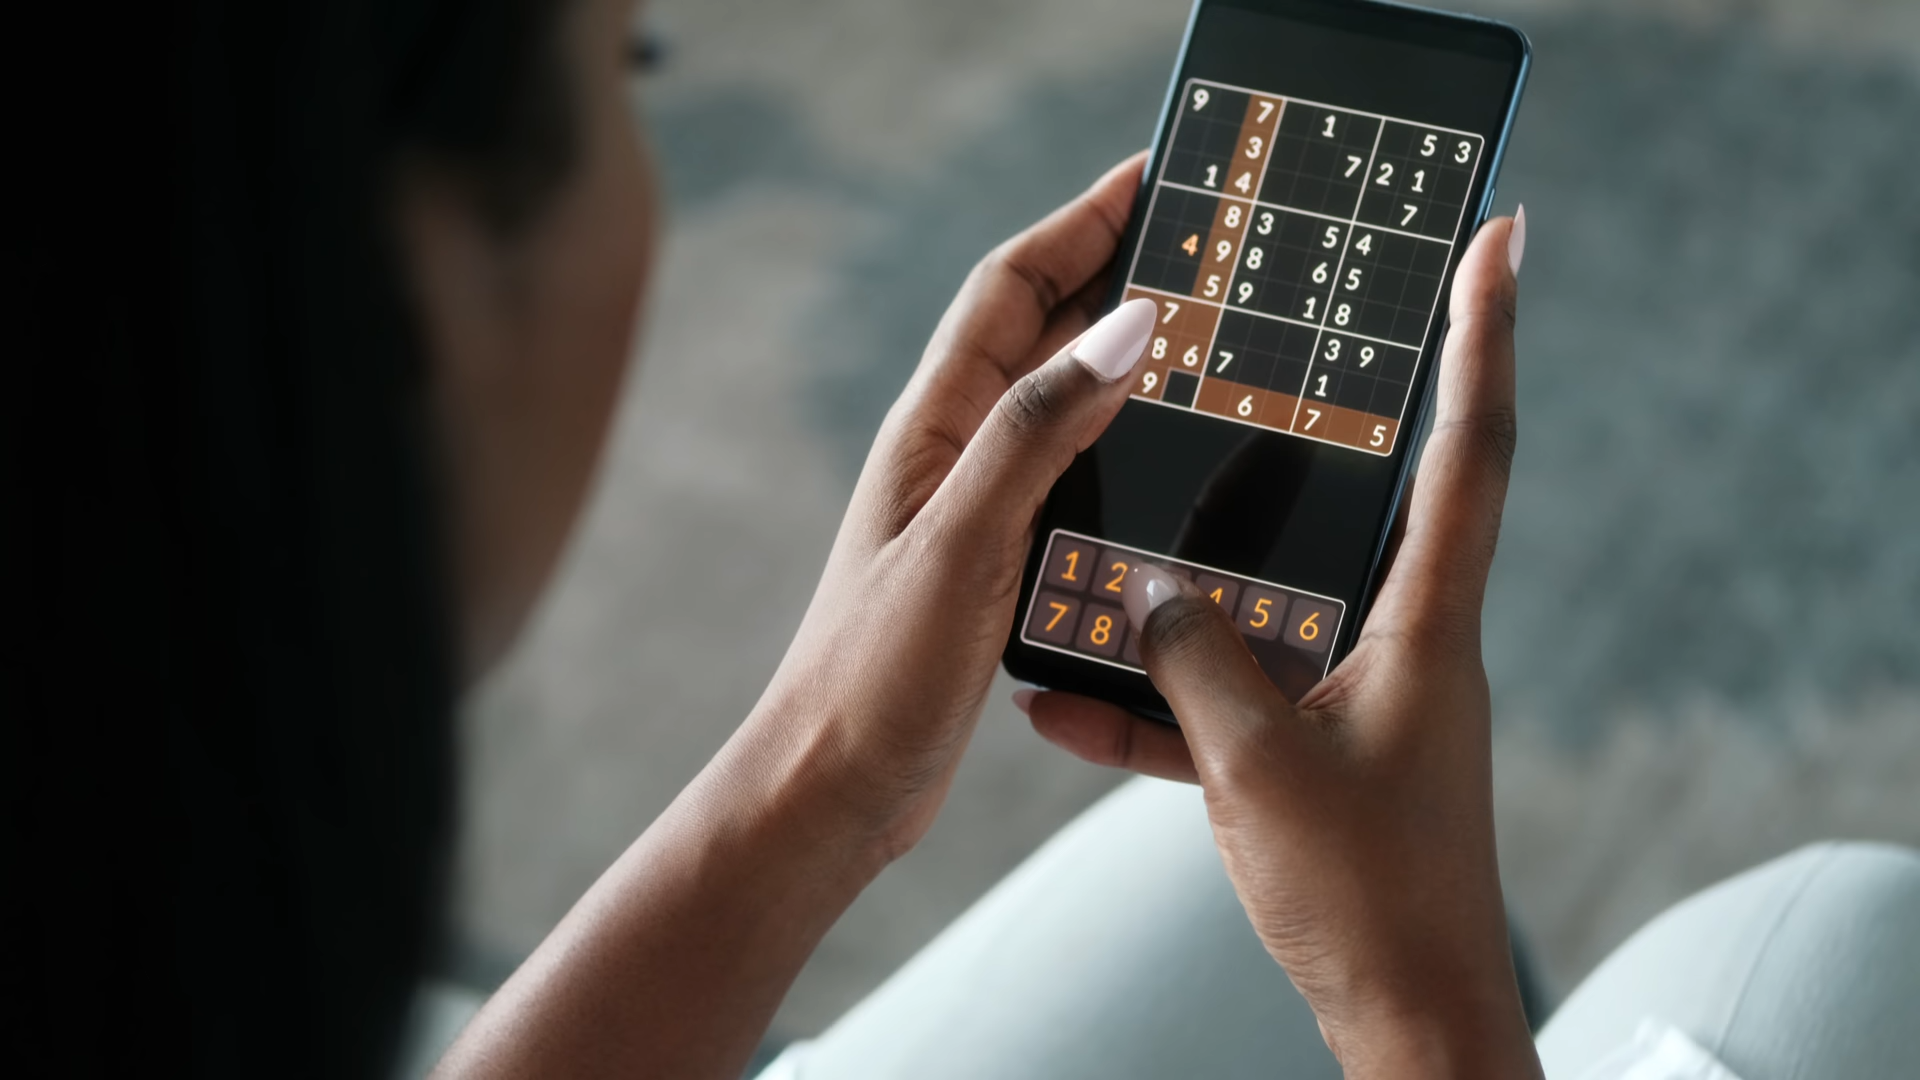 9 7 1 5 3
3 7 2 1
1 4 7
8 3 5 4
4 9 8 6 5
5 9 1 8
7 3 9
8 6 7 1
9 6 7 5
1 2 4 5 6
7 8